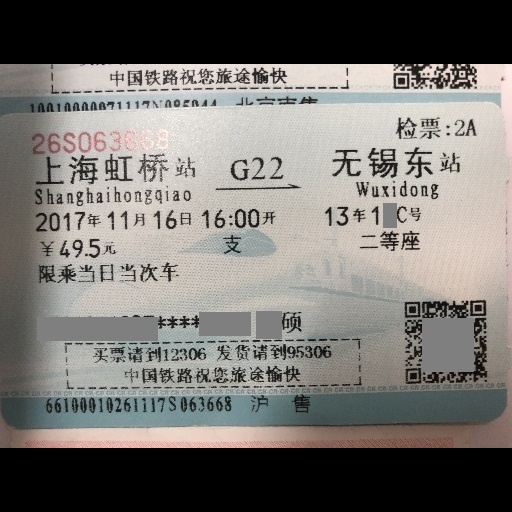 中国铁路祝您旅途愉快
10010000071117N085944 北京南售
26S063668
检票:2A
上海虹桥站 G22 无锡东站
Shanghaihongqiao Wuxidong
2017年11月16日 16:00开 13车1 C号
¥49.5元 支 二等座
限乘当日当次车
**** 硕
买票请到12306 发货请到95306
中国铁路祝您旅途愉快
66100010261117S063668 沪售